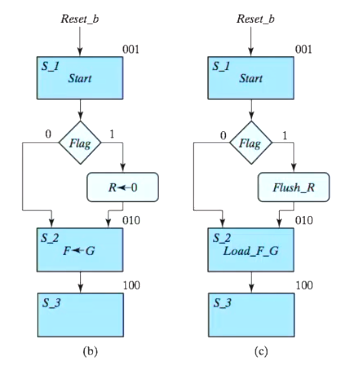 Reset_b
001
S_1
Start
0
Flag
1
R←0
010
S_2
F←G
100
S_3
(b)
Reset_b
001
S_1
Start
0
Flag
1
Flush_R
010
S_2
Load_F_G
100
S_3
(c)